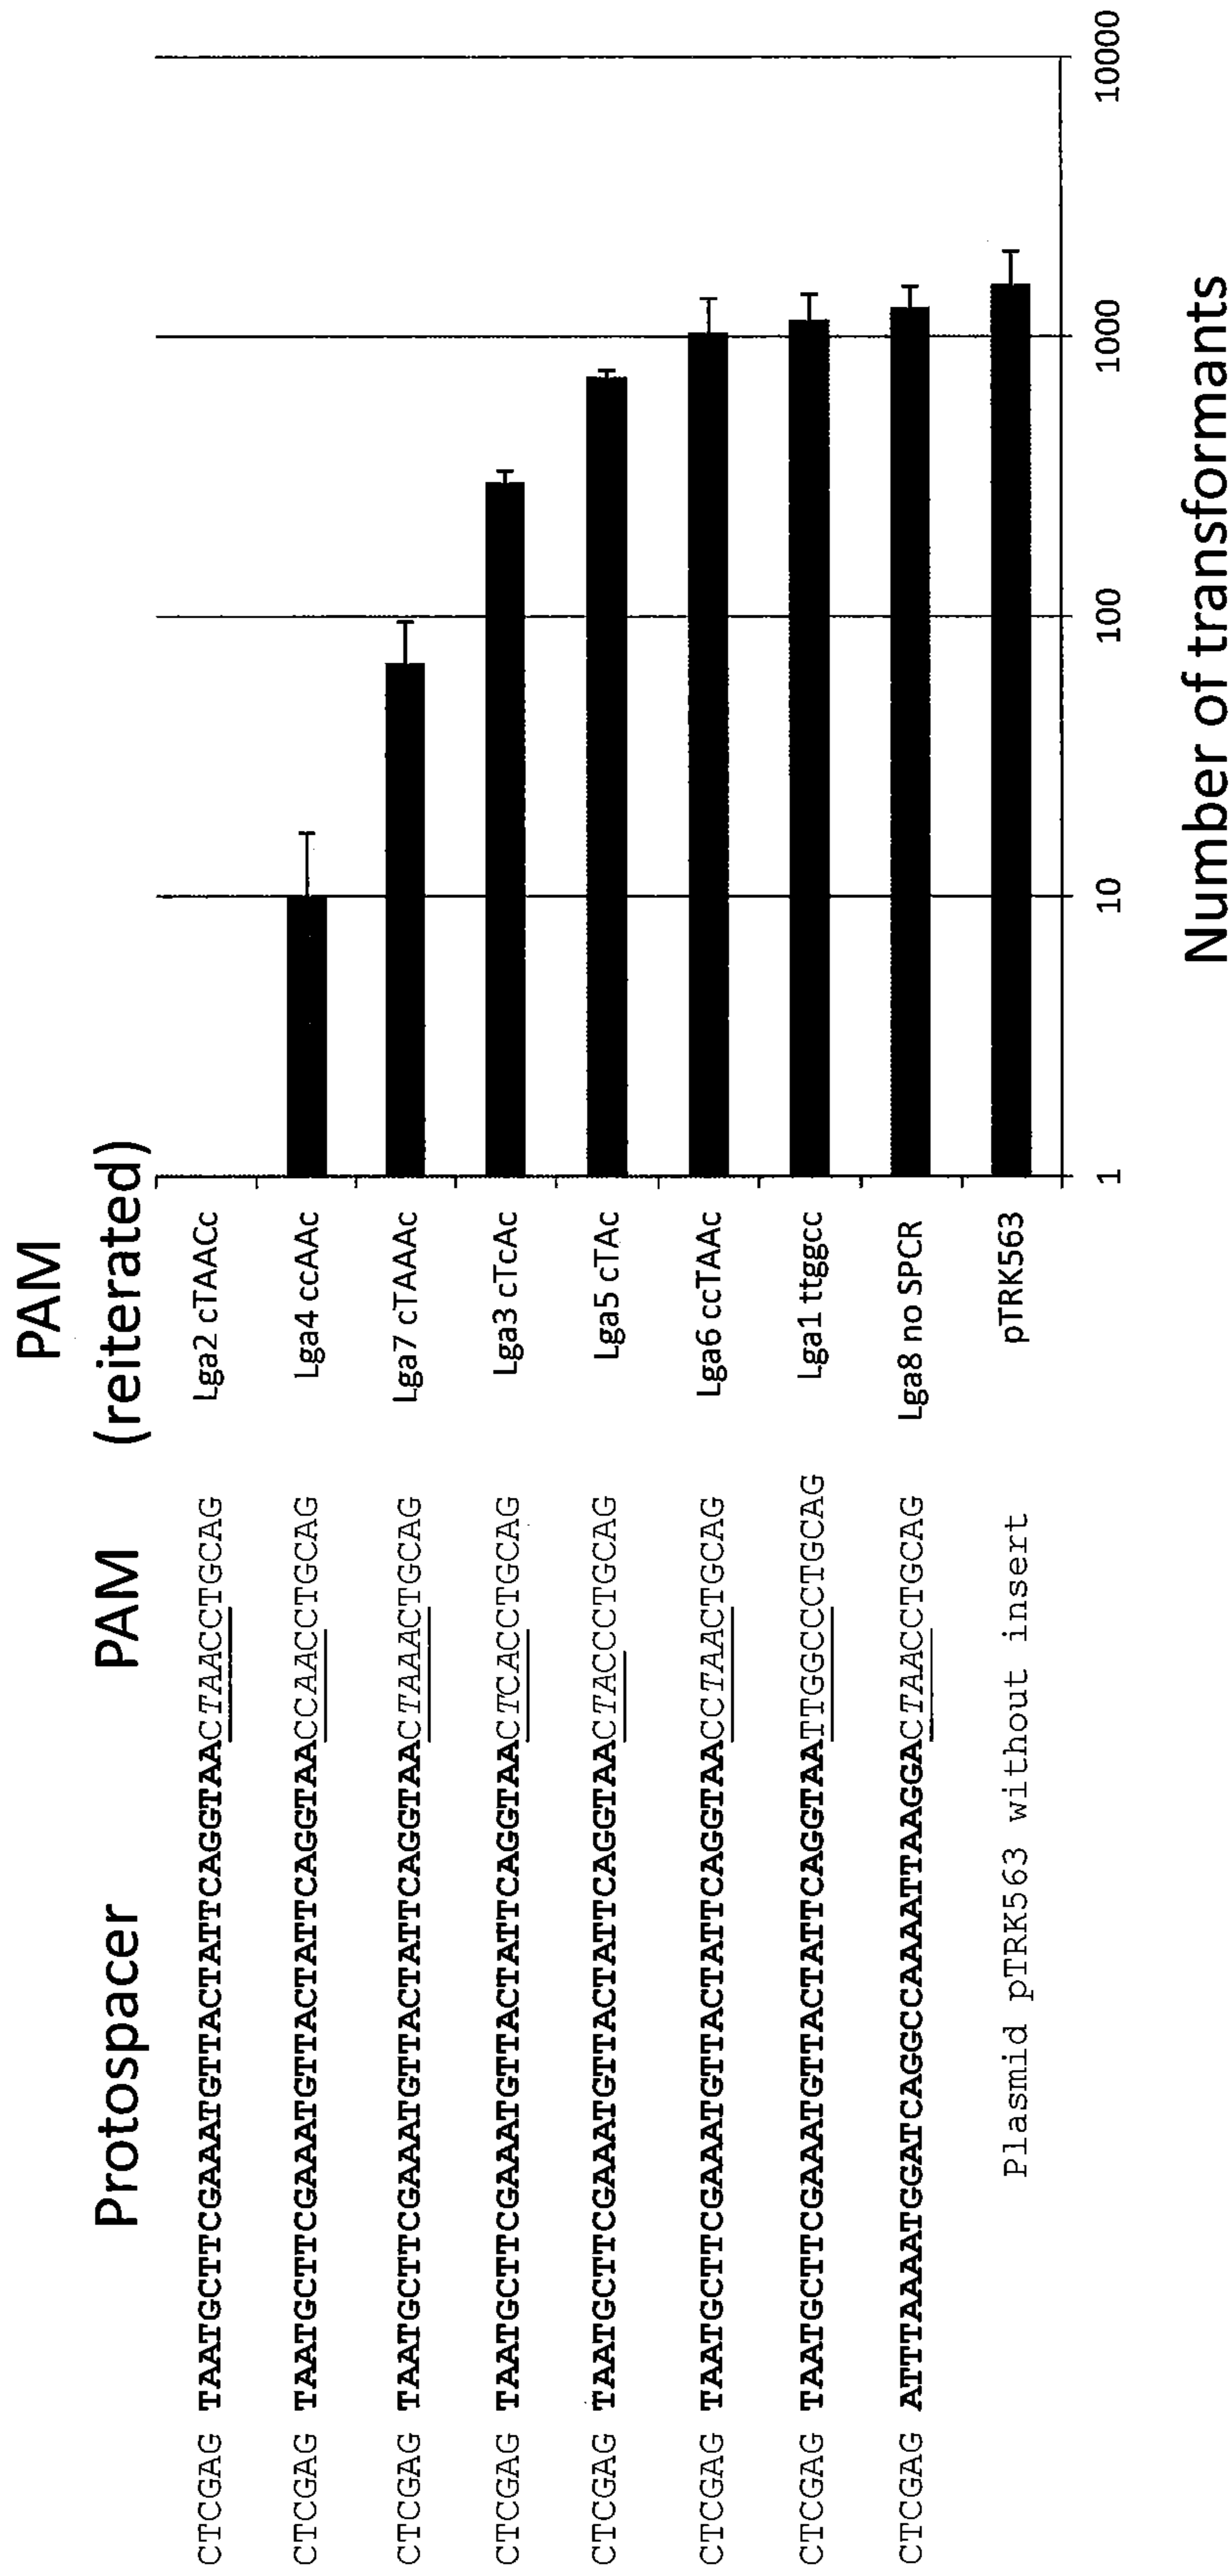 Protospacer PAM PAM (reiterated)
CTCGAG TAATGCTTCGAAATGTTACTATTCAGGTAACTAACCTGCAG Lga2 cTAACc
CTCGAG TAATGCTTCGAAATGTTACTATTCAGGTAACCAACCTGCAG Lga4 ccAAc
CTCGAG TAATGCTTCGAAATGTTACTATTCAGGTAACTAAACTGCAG Lga7 cTAAAc
CTCGAG TAATGCTTCGAAATGTTACTATTCAGGTAACTCACCTGCAG Lga3 cTcAc
CTCGAG TAATGCTTCGAAATGTTACTATTCAGGTAACTACCCTGCAG Lga5 cTAc
CTCGAG TAATGCTTCGAAATGTTACTATTCAGGTAACCTAACTGCAG Lga6 ccTAAc
CTCGAG TAATGCTTCGAAATGTTACTATTCAGGTAATTGGCCCTGCAG Lga1 ttggcc
CTCGAG ATTTAAAATGGATCAGGCCAAAATTAAGGACTAACCTGCAG Lga8 no SPCR
Plasmid pTRK563 without insert pTRK563
1 10 100 1000 10000
Number of transformants